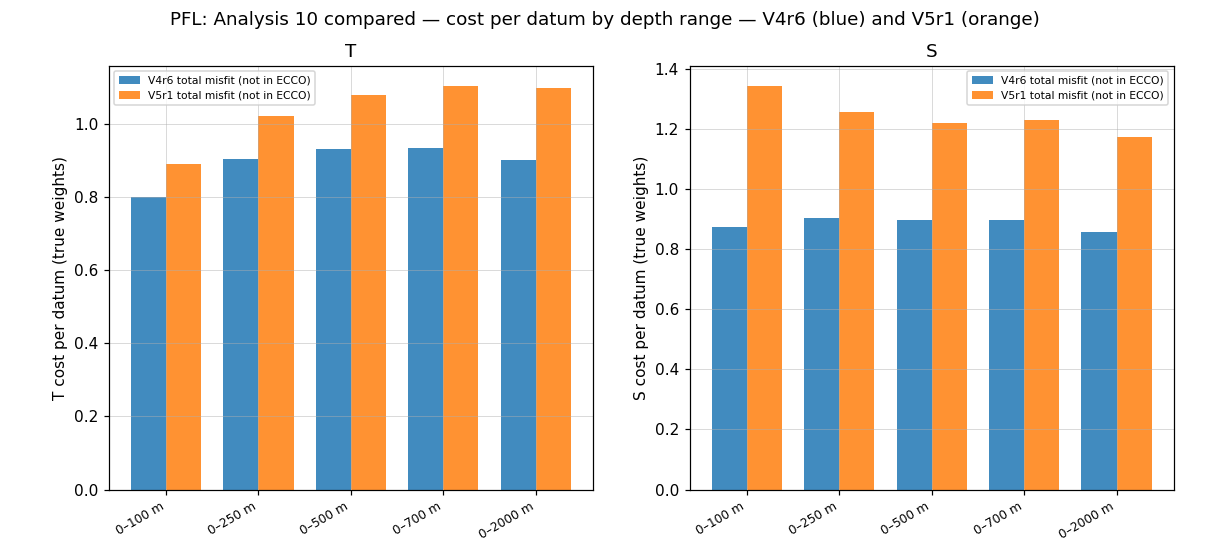 PFL: Analysis 10 compared — cost per datum by depth range — V4r6 (blue) and V5r1 (orange)
T
V4r6 total misfit (not in ECCO)
V5r1 total misfit (not in ECCO)
T cost per datum (true weights)
1.0
0.8
0.6
0.4
0.2
0.0
0–100 m
0–250 m
0–500 m
0–700 m
0–2000 m
S
V4r6 total misfit (not in ECCO)
V5r1 total misfit (not in ECCO)
S cost per datum (true weights)
1.4
1.2
1.0
0.8
0.6
0.4
0.2
0.0
0–100 m
0–250 m
0–500 m
0–700 m
0–2000 m